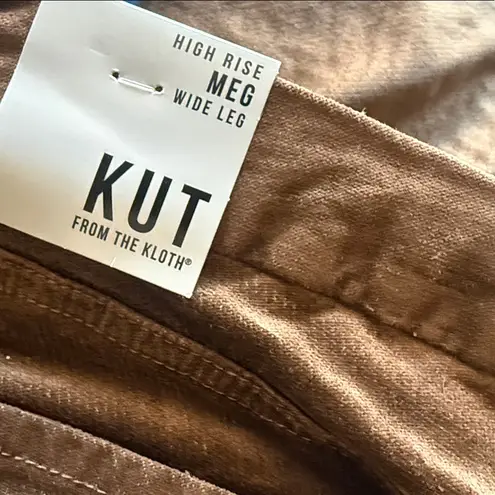 HIGH RISE
MEG
WIDE LEG
KUT
FROM THE KLOTH®